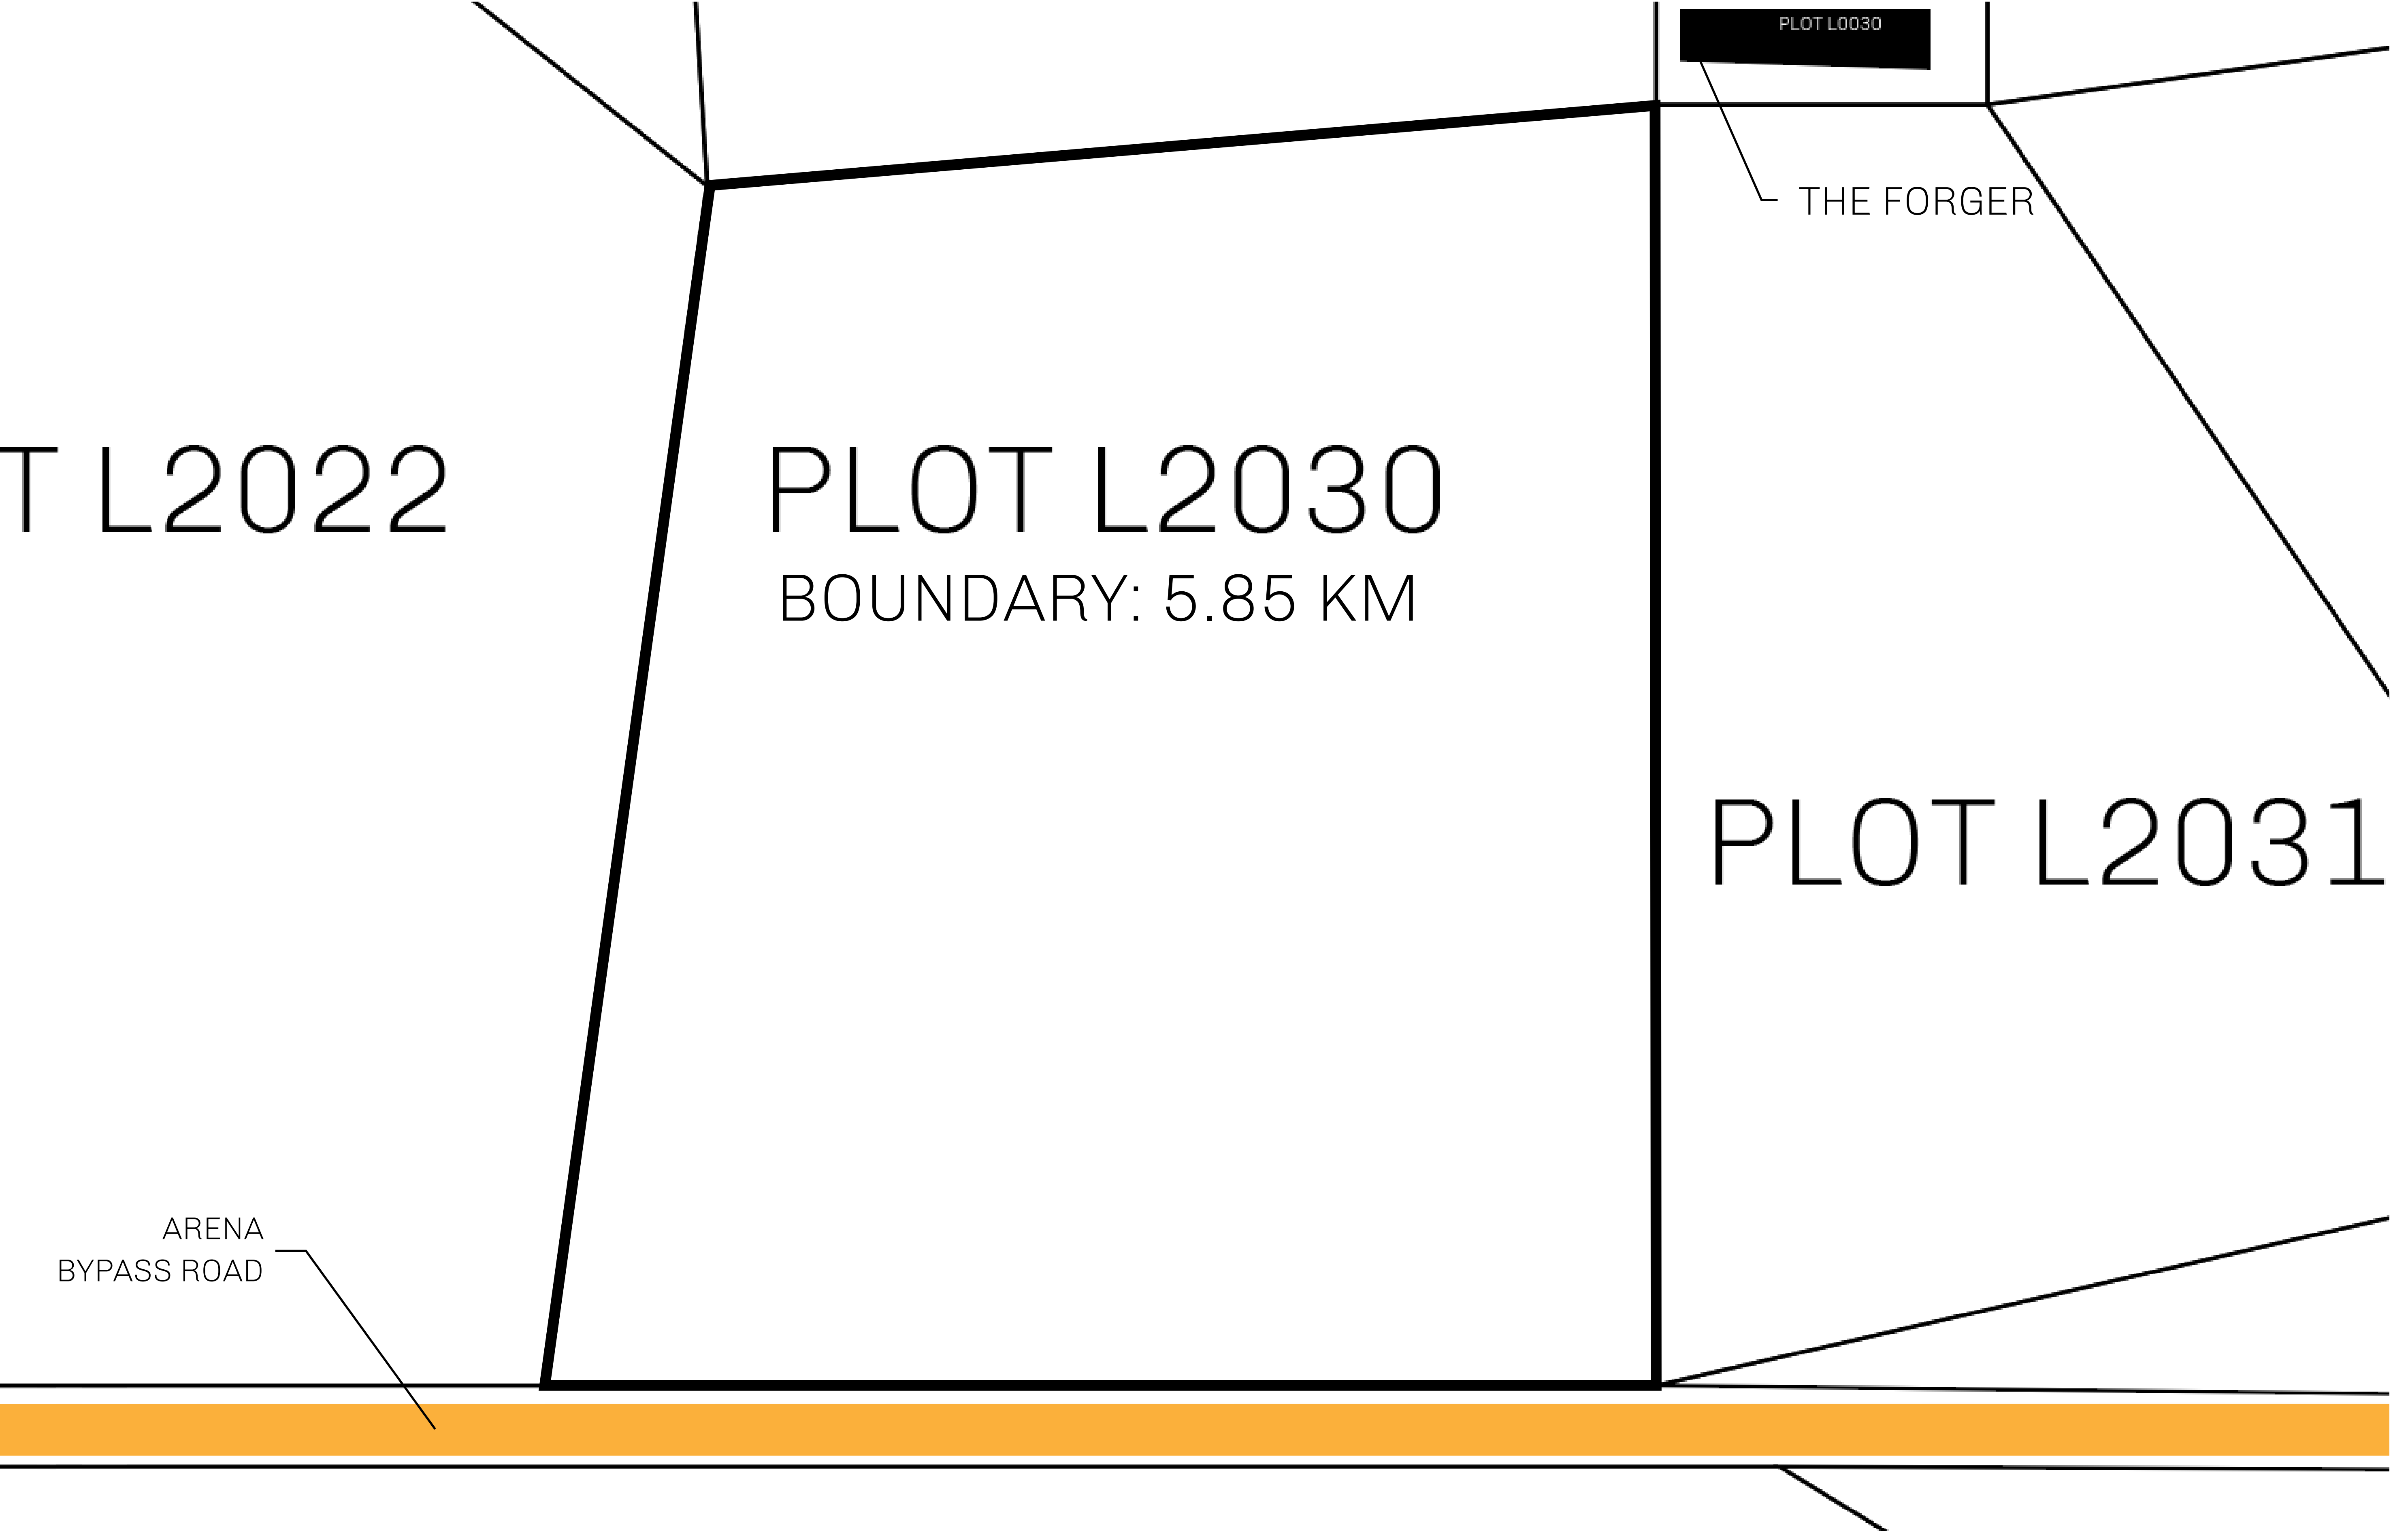 PLOT L0030
THE FORGER
T L2022
PLOT L2030
BOUNDARY: 5.85 KM
PLOT L2031
ARENA
BYPASS ROAD